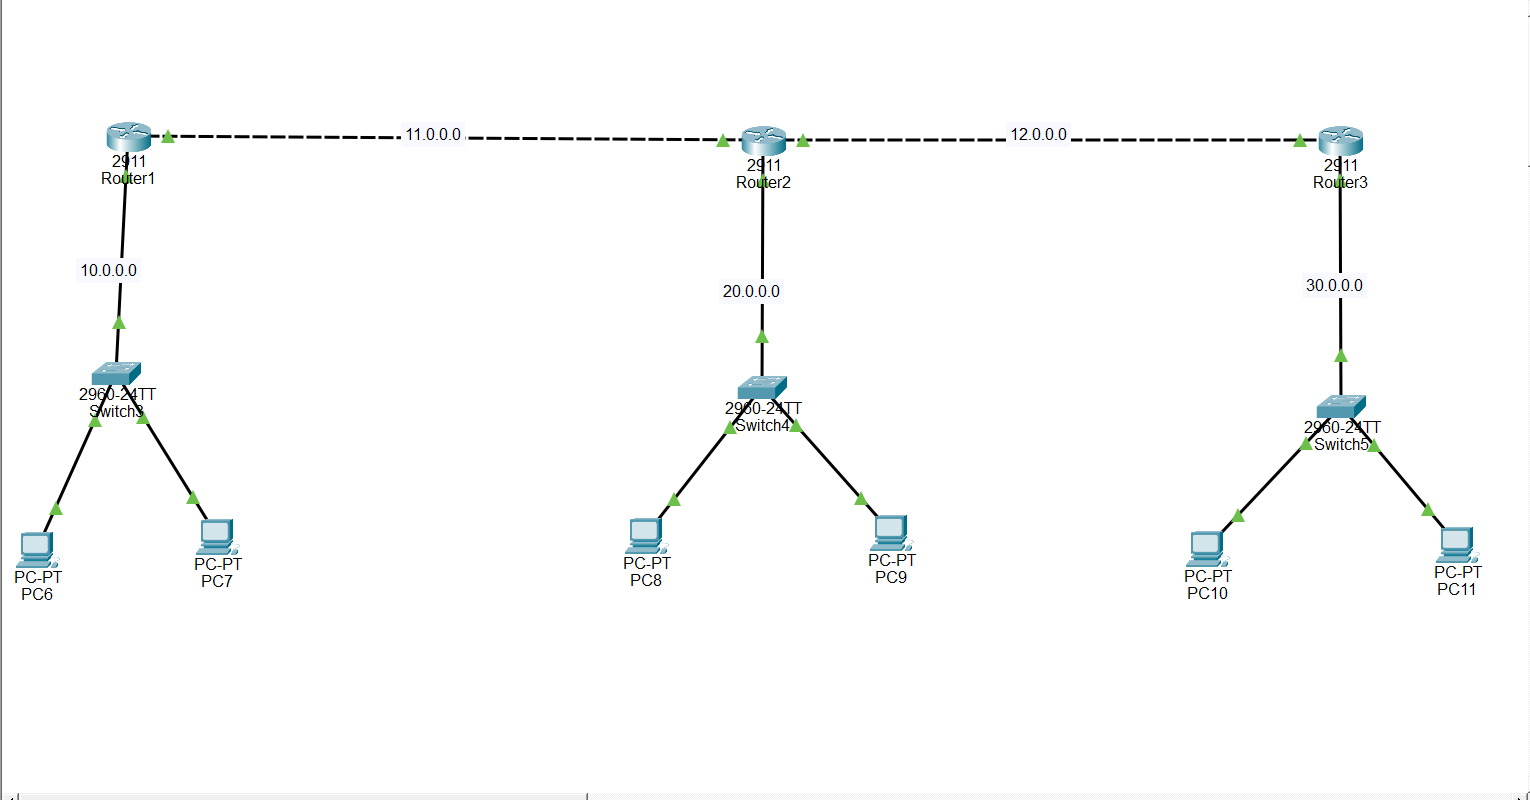 11.0.0.0
12.0.0.0
2911
Router1
2911
Router2
2911
Router3
10.0.0.0
20.0.0.0
30.0.0.0
2960-24TT
Switch3
2960-24TT
Switch4
2960-24TT
Switch5
PC-PT
PC6
PC-PT
PC7
PC-PT
PC8
PC-PT
PC9
PC-PT
PC10
PC-PT
PC11